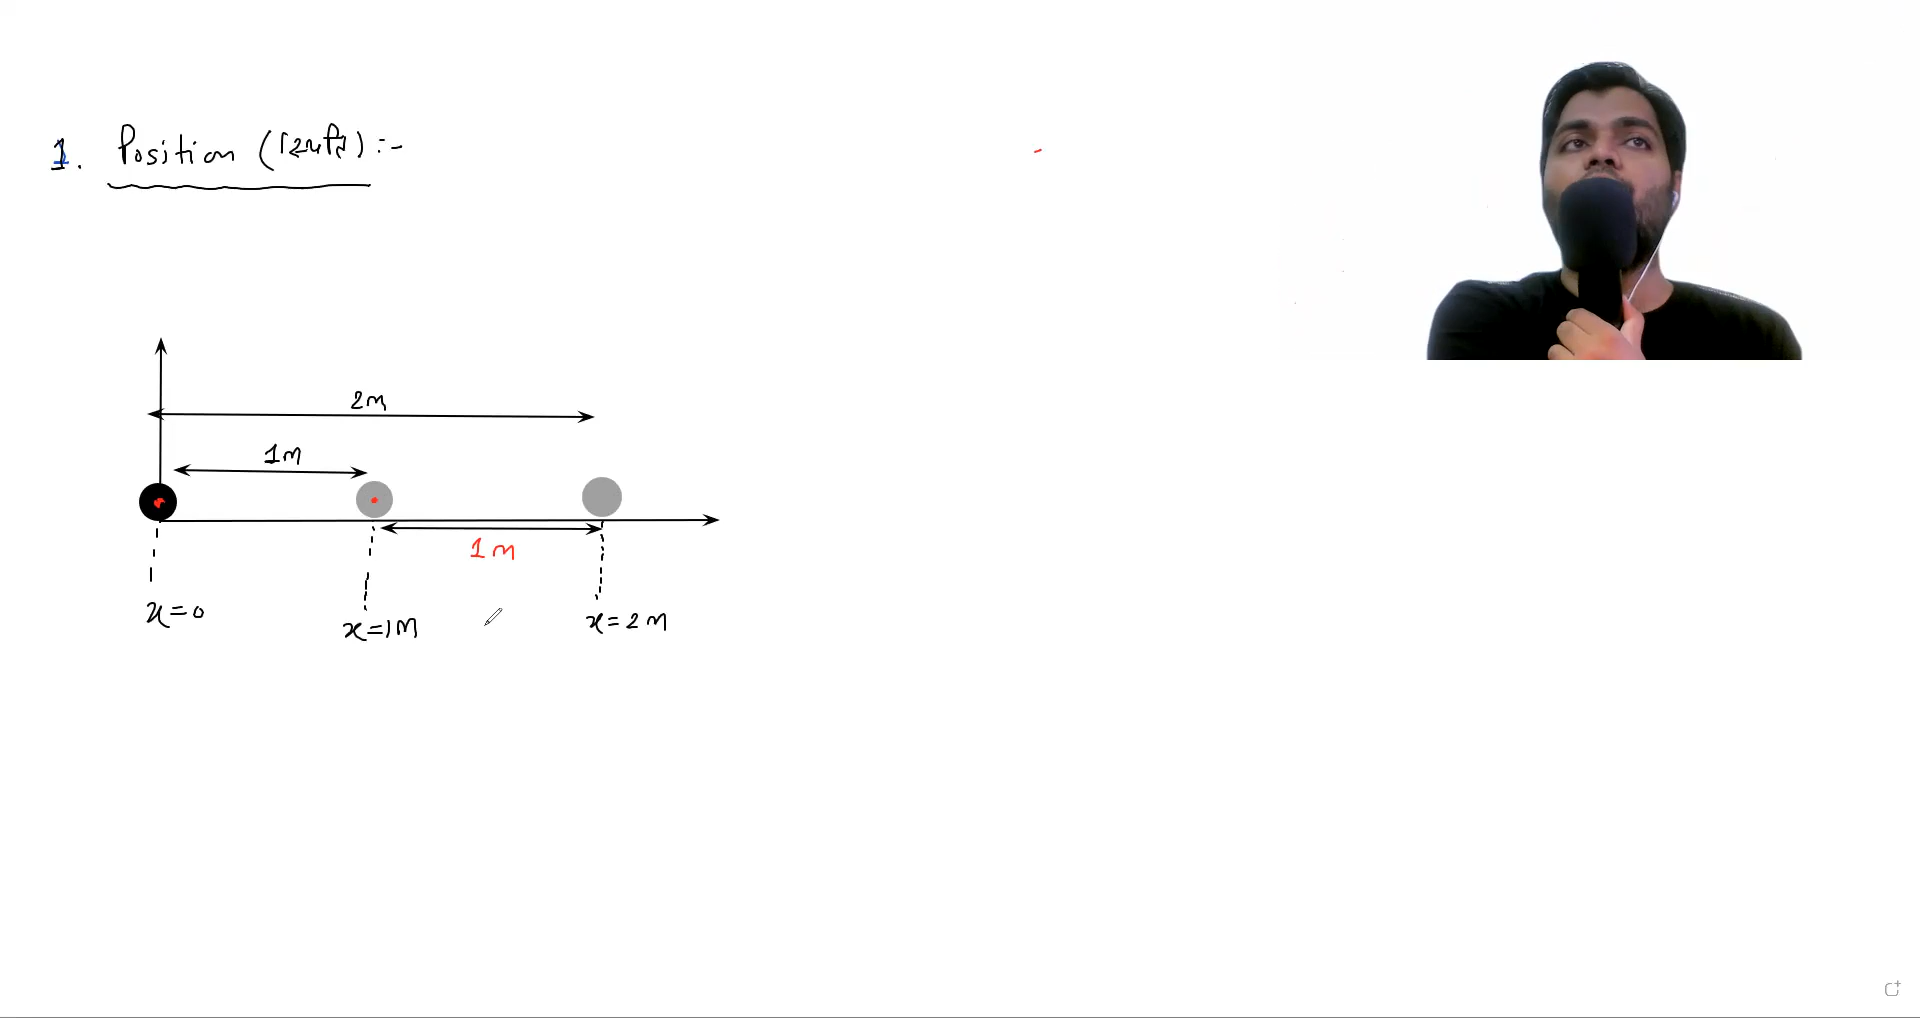 1. Position (स्थिति) :-
2m
1m
1m
x=0
x=1m
x=2m